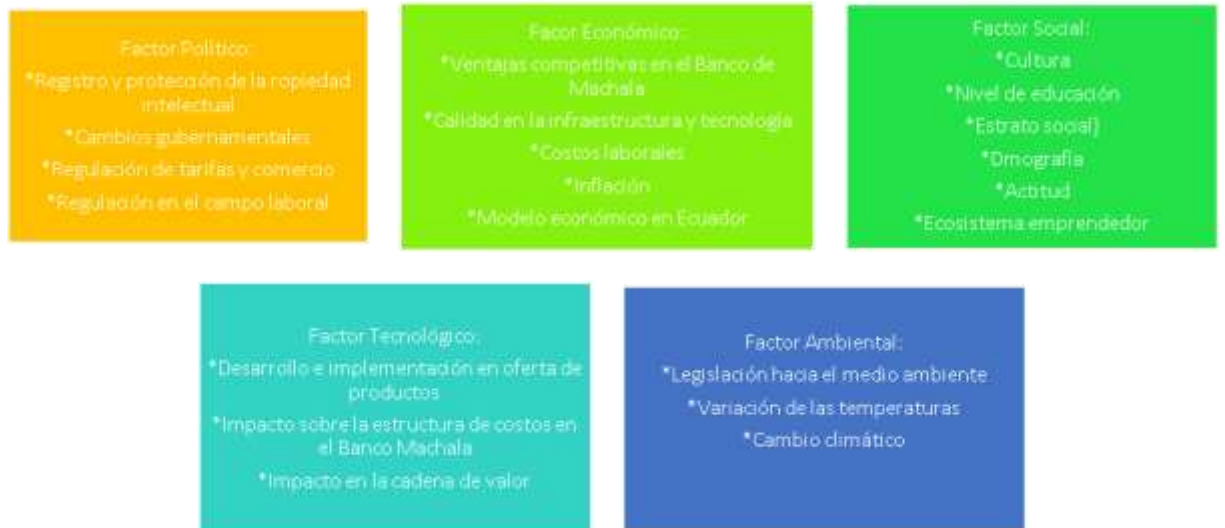 Factor Político:
*Registro y protección de la ropiedad
intelectual
*Cambios gubernamentales
*Regulación de tarifas y comercio
*Regulación en el campo laboral
Facor Económico:
*Ventajas competitivas en el Banco de
Machala
*Calidad en la infraestructura y tecnología
*Costos laborales
*Inflación
*Modelo económico en Ecuador
Factor Social:
*Cultura
*Nivel de educación
*Estrato social}
*Dmografía
*Actitud
*Ecosistema emprendedor
Factor Tecnológico:
*Desarrollo e implementación en oferta de
productos
*Impacto sobre la estructura de costos en
el Banco Machala
*Impacto en la cadena de valor
Factor Ambiental:
*Legislación hacia el medio ambiente
*Variación de las temperaturas
*Cambio climático